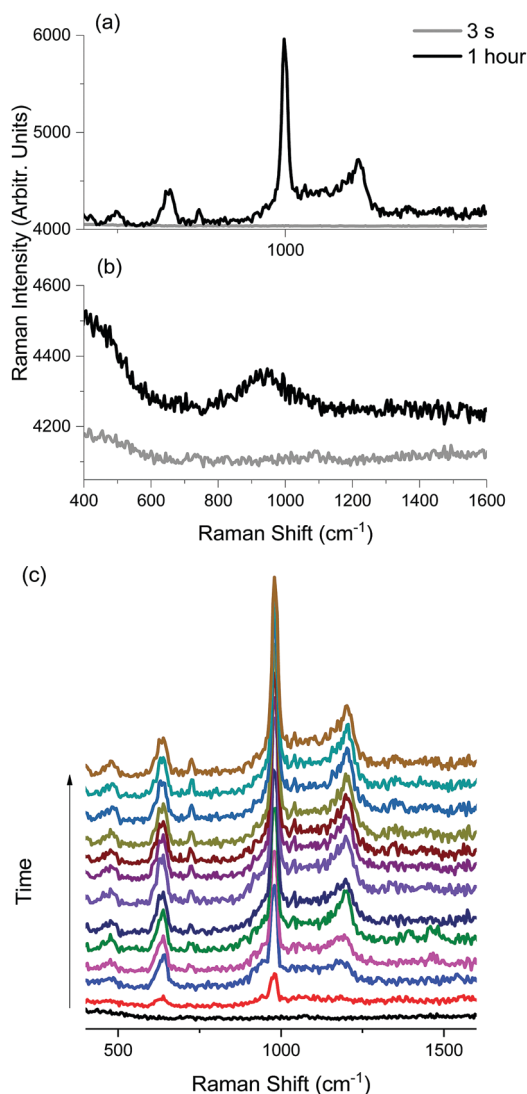 (a)
3 s
1 hour
6000
5000
4000
1000
Raman Intensity (Arbitr. Units)
(b)
4600
4400
4200
400 600 800 1000 1200 1400 1600
Raman Shift (cm⁻¹)
(c)
Time
500 1000 1500
Raman Shift (cm⁻¹)